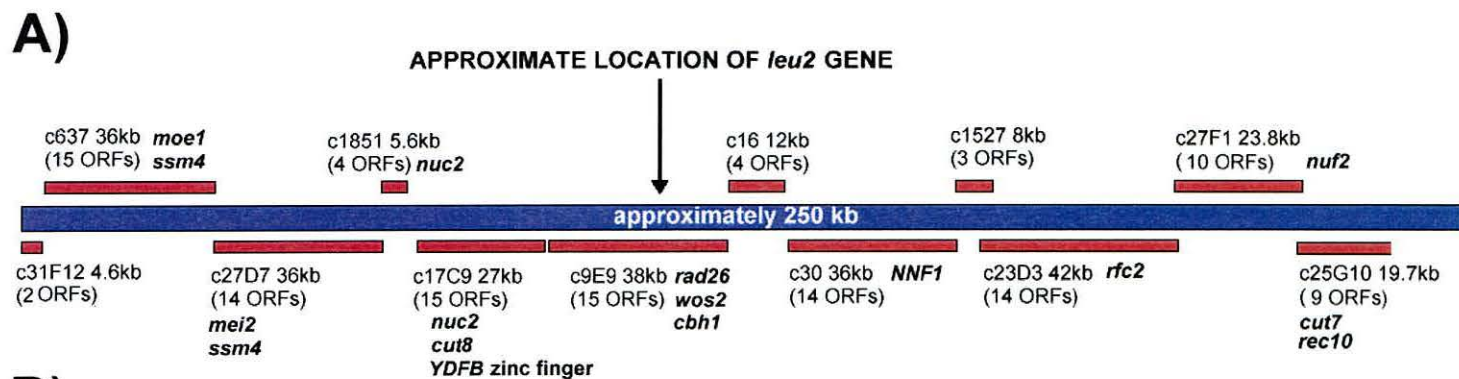 A)
APPROXIMATE LOCATION OF leu2 GENE
c637 36kb moe1
(15 ORFs) ssm4
c1851 5.6kb
(4 ORFs) nuc2
c16 12kb
(4 ORFs)
c1527 8kb
(3 ORFs)
c27F1 23.8kb
( 10 ORFs) nuf2
approximately 250 kb
c31F12 4.6kb
(2 ORFs)
c27D7 36kb
(14 ORFs)
mei2
ssm4
c17C9 27kb
(15 ORFs)
nuc2
cut8
YDFB zinc finger
c9E9 38kb rad26
(15 ORFs) wos2
cbh1
c30 36kb NNF1
(14 ORFs)
c23D3 42kb rfc2
(14 ORFs)
c25G10 19.7kb
( 9 ORFs)
cut7
rec10